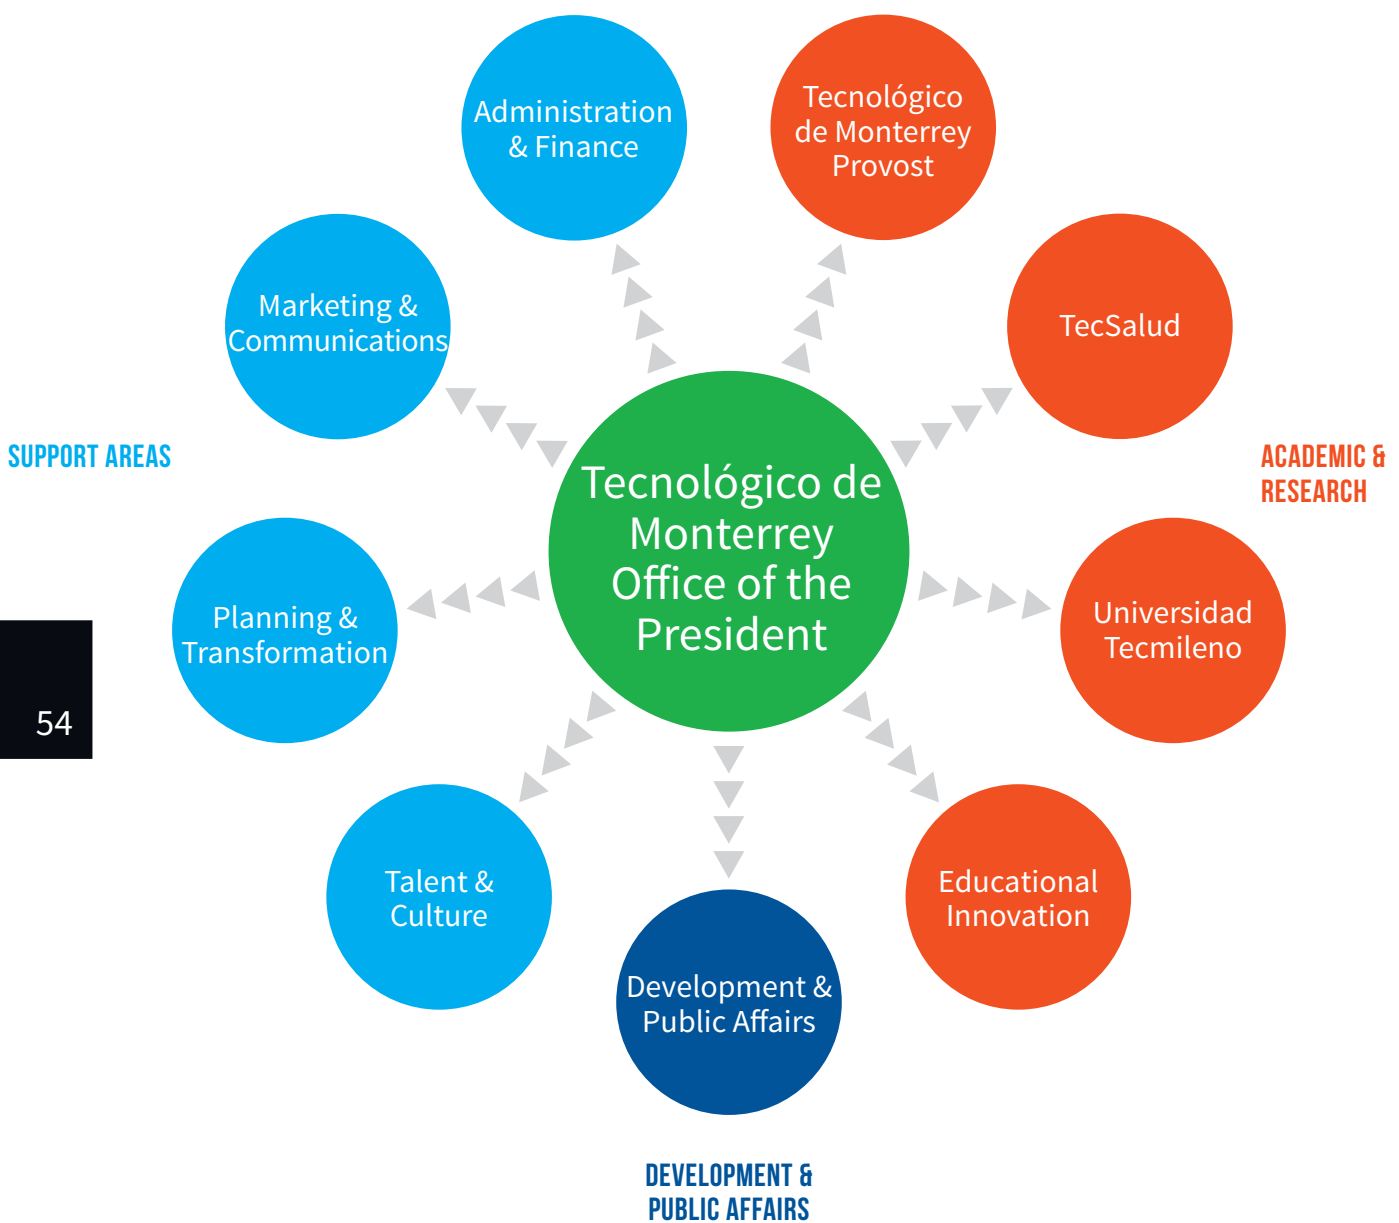 Administration
& Finance
Tecnológico
de Monterrey
Provost
Marketing &
Communications
TecSalud
SUPPORT AREAS
ACADEMIC &
RESEARCH
Tecnológico de
Monterrey
Office of the
President
Planning &
Transformation
Universidad
Tecmileno
54
Talent &
Culture
Educational
Innovation
Development &
Public Affairs
DEVELOPMENT &
PUBLIC AFFAIRS